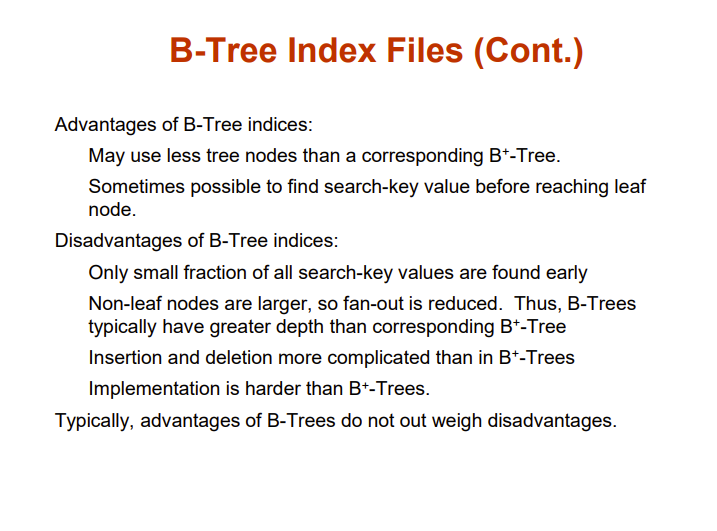 B-Tree Index Files (Cont.)
Advantages of B-Tree indices:
May use less tree nodes than a corresponding B+-Tree.
Sometimes possible to find search-key value before reaching leaf
node.
Disadvantages of B-Tree indices:
Only small fraction of all search-key values are found early
Non-leaf nodes are larger, so fan-out is reduced.  Thus, B-Trees
typically have greater depth than corresponding B+-Tree
Insertion and deletion more complicated than in B+-Trees
Implementation is harder than B+-Trees.
Typically, advantages of B-Trees do not out weigh disadvantages.